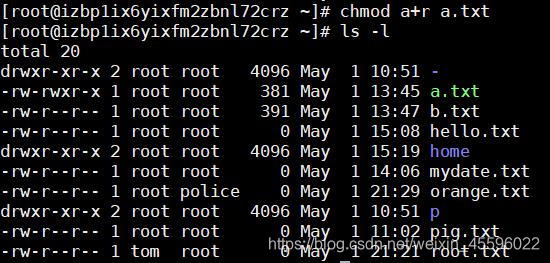 [root@izbp1ix6yixfm2zbnl72crz ~]# chmod a+r a.txt
[root@izbp1ix6yixfm2zbnl72crz ~]# ls -l
total 20
drwxr-xr-x 2 root root 4096 May 1 10:51 -
-rw-rwxr-x 1 root root 381 May 1 13:45 a.txt
-rw-r--r-- 1 root root 391 May 1 13:47 b.txt
-rw-r--r-- 1 root root 0 May 1 15:08 hello.txt
drwxr-xr-x 2 root root 4096 May 1 15:19 home
-rw-r--r-- 1 root root 0 May 1 14:06 mydate.txt
-rw-r--r-- 1 root police 0 May 1 21:29 orange.txt
drwxr-xr-x 2 root root 4096 May 1 10:51 p
-rw-r--r-- 1 root root 0 May 1 11:02 pig.txt
-rw-r--r-- 1 tom root 0 May 1 21:21 root.txt
https://blog.csdn.net/weixin_45596022